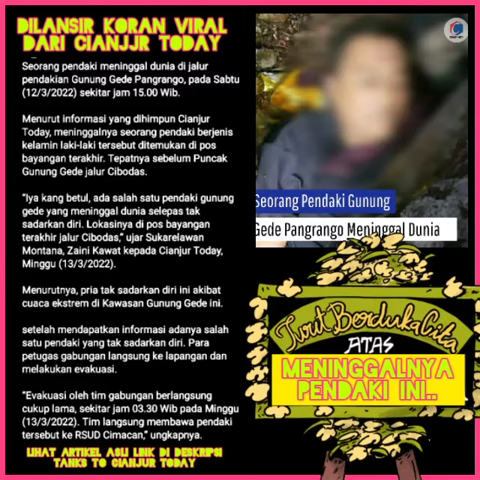 DILANSIR KORAN VIRAL
DARI CIANJJR TODAY
Seorang pendaki meninggal dunia di jalur
pendakian Gunung Gede Pangrango, pada Sabtu
(12/3/2022) sekitar jam 15.00 Wib.
Menurut informasi yang dihimpun Cianjur
Today, meninggalnya seorang pendaki berjenis
kelamin laki-laki tersebut ditemukan di pos
bayangan terakhir. Tepatnya sebelum Puncak
Gunung Gede jalur Cibodas.
"Iya kang betul, ada salah satu pendaki gunung
gede yang meninggal dunia selepas tak
sadarkan diri. Lokasinya di pos bayangan
terakhir jalur Cibodas," ujar Sukarelawan
Montana, Zaini Kawat kepada Cianjur Today,
Minggu (13/3/2022).
Menurutnya, pria tak sadarkan diri ini akibat
cuaca ekstrem di Kawasan Gunung Gede ini.
setelah mendapatkan informasi adanya salah
satu pendaki yang tak sadarkan diri. Para
petugas gabungan langsung ke lapangan dan
melakukan evakuasi.
"Evakuasi oleh tim gabungan berlangsung
cukup lama, sekitar jam 03.30 Wib pada Minggu
(13/3/2022). Tim langsung membawa pendaki
tersebut ke RSUD Cimacan," ungkapnya.
LIHAT ARTIKEL ASLI LINK DI DESKRIPSI
TANKS TO CIANJUR TODAY
Seorang Pendaki Gunung
Gede Pangrango Meninggal Dunia
Turut Berduka Cita
ATAS
MENINGGALNYA
PENDAKI INI..